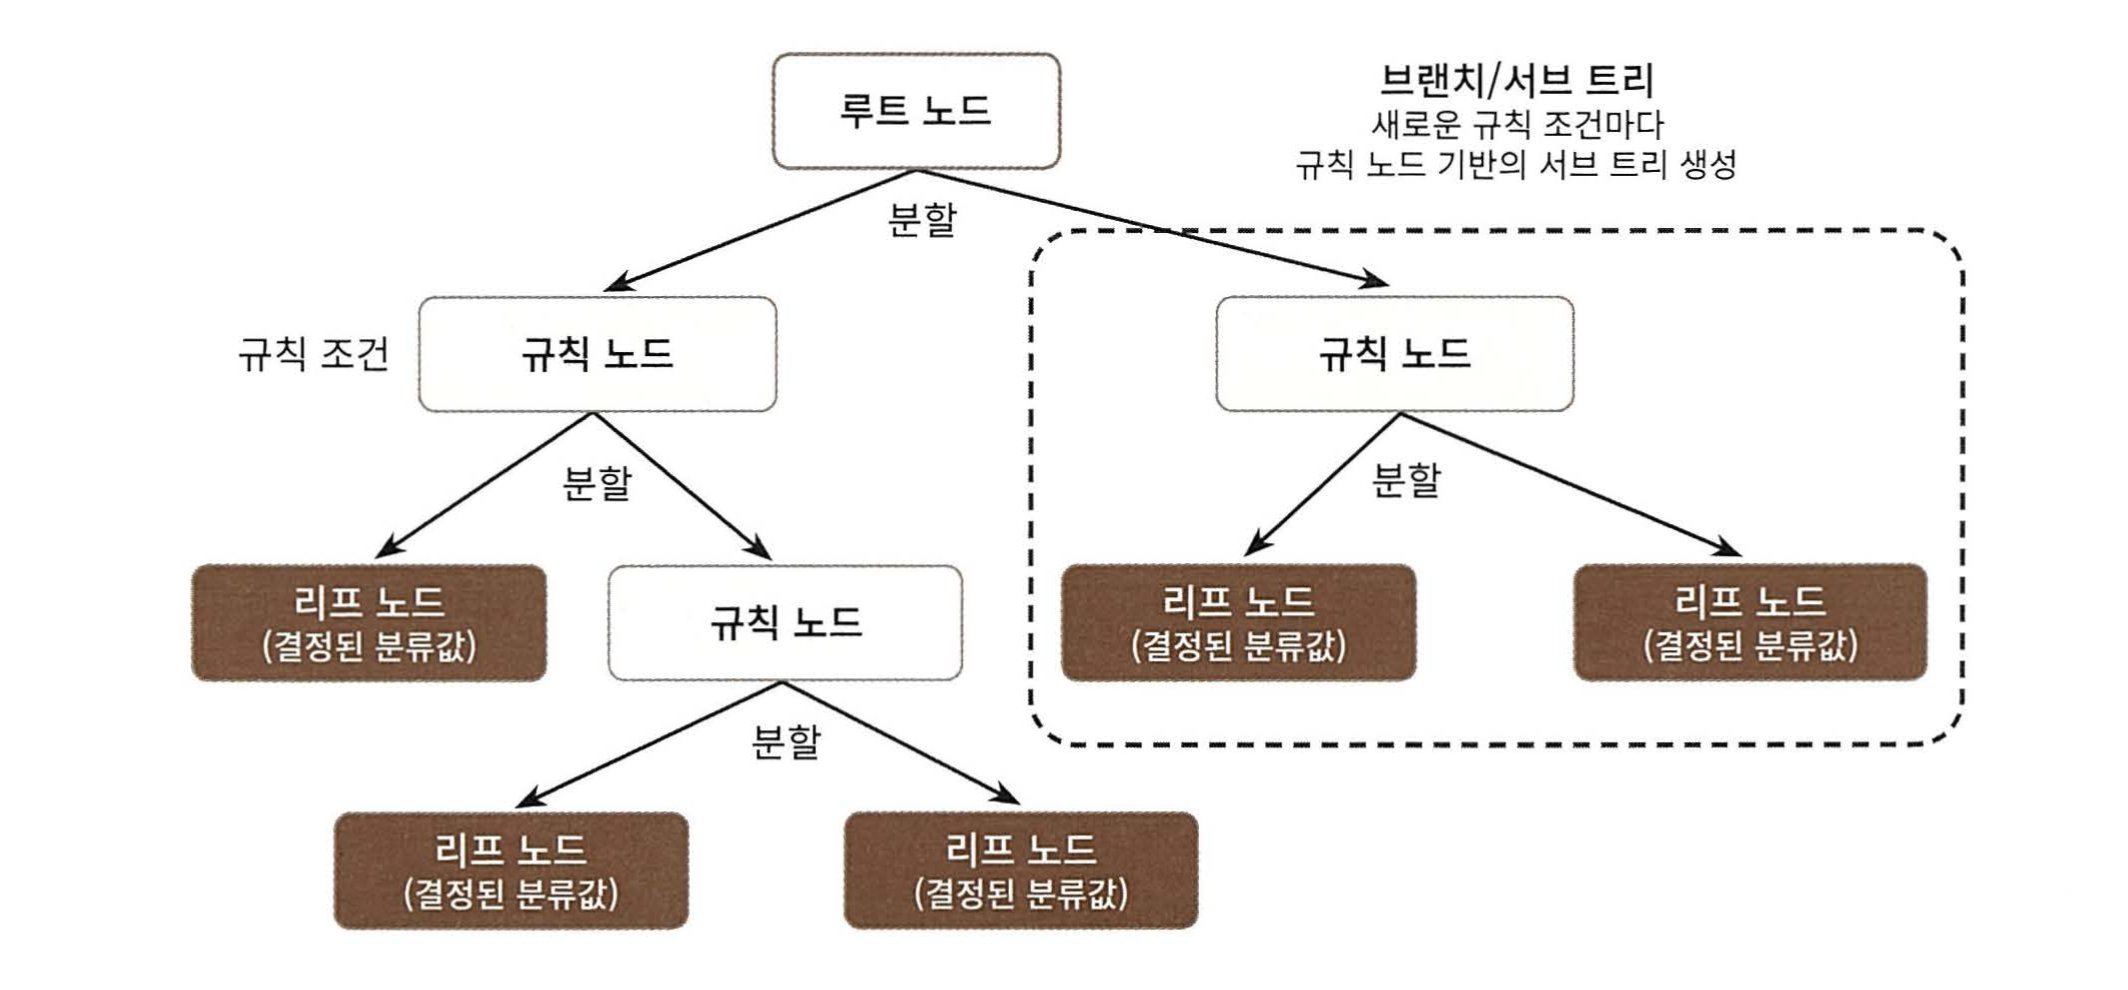 루트 노드
브랜치/서브 트리
새로운 규칙 조건마다
규칙 노드 기반의 서브 트리 생성
분할
규칙 조건
규칙 노드
규칙 노드
분할
분할
리프 노드
(결정된 분류값)
규칙 노드
리프 노드
(결정된 분류값)
리프 노드
(결정된 분류값)
분할
리프 노드
(결정된 분류값)
리프 노드
(결정된 분류값)